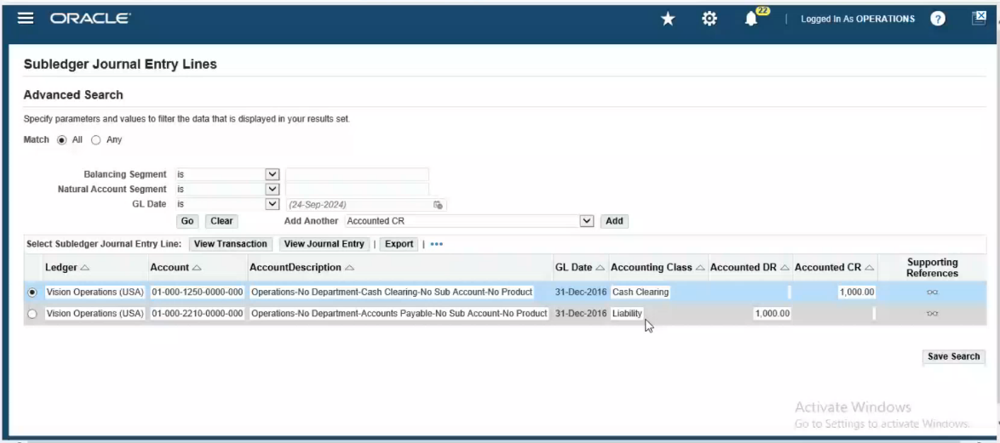 ORACLE
22
Logged In As OPERATIONS
?
Subledger Journal Entry Lines
Advanced Search
Specify parameters and values to filter the data that is displayed in your results set.
Match All Any
Balancing Segment is
Natural Account Segment is
GL Date is (24-Sep-2024)
Go Clear Add Another Accounted CR Add
Select Subledger Journal Entry Line: View Transaction View Journal Entry | Export | •••
Ledger Account AccountDescription GL Date Accounting Class Accounted DR Accounted CR Supporting References
Vision Operations (USA) 01-000-1250-0000-000 Operations-No Department-Cash Clearing-No Sub Account-No Product 31-Dec-2016 Cash Clearing 1,000.00
Vision Operations (USA) 01-000-2210-0000-000 Operations-No Department-Accounts Payable-No Sub Account-No Product 31-Dec-2016 Liability 1,000.00
Save Search
Activate Windows
Go to Settings to activate Windows.